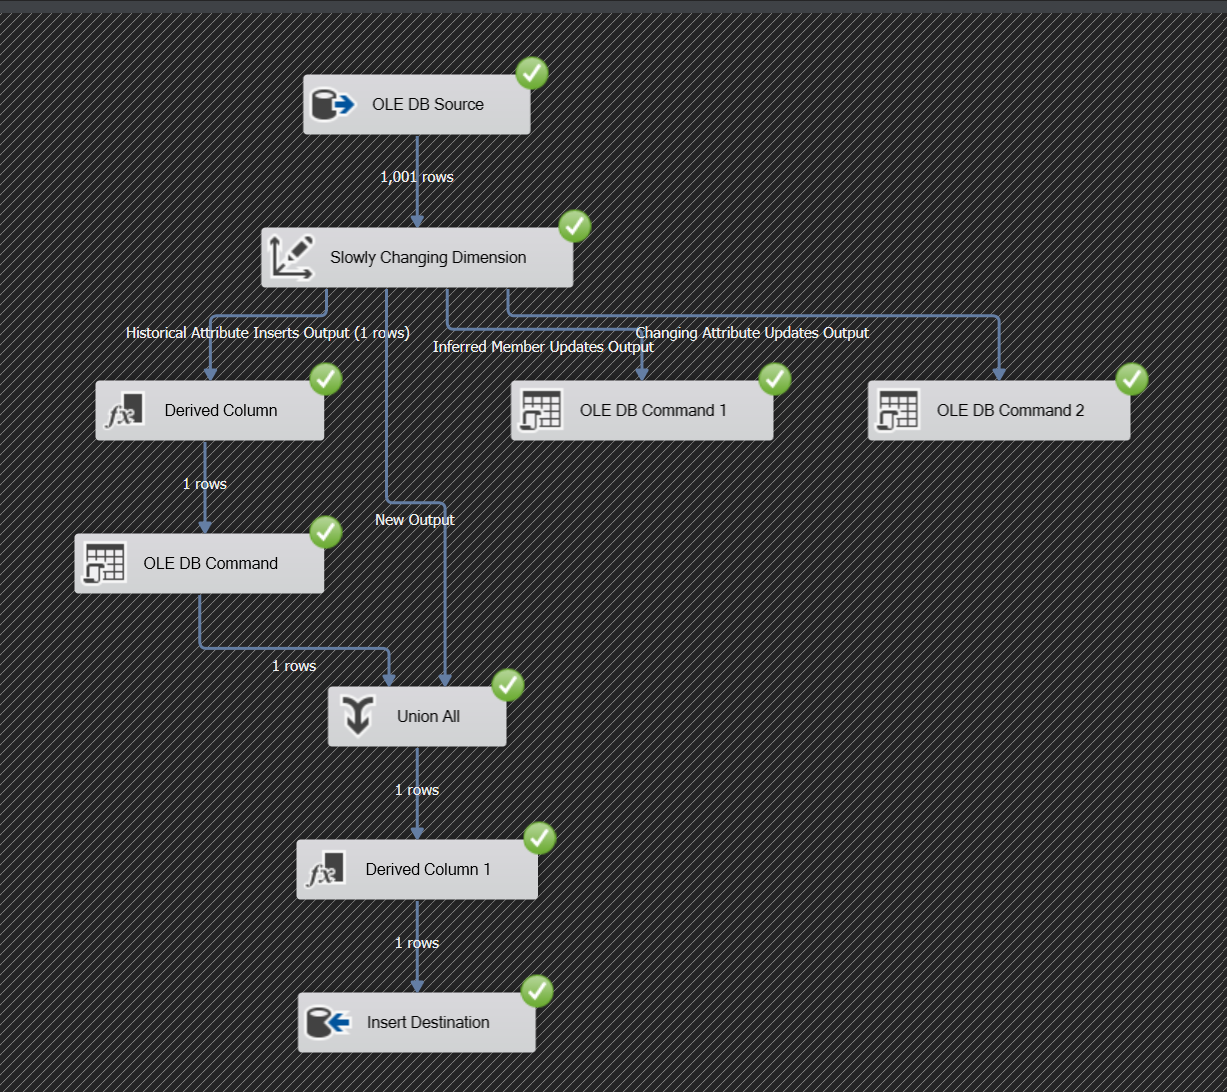 OLE DB Source
1,001 rows
Slowly Changing Dimension
Historical Attribute Inserts Output (1 rows)
Changing Attribute Updates Output
Inferred Member Updates Output
Derived Column
OLE DB Command 1
OLE DB Command 2
1 rows
New Output
OLE DB Command
1 rows
Union All
1 rows
Derived Column 1
1 rows
Insert Destination